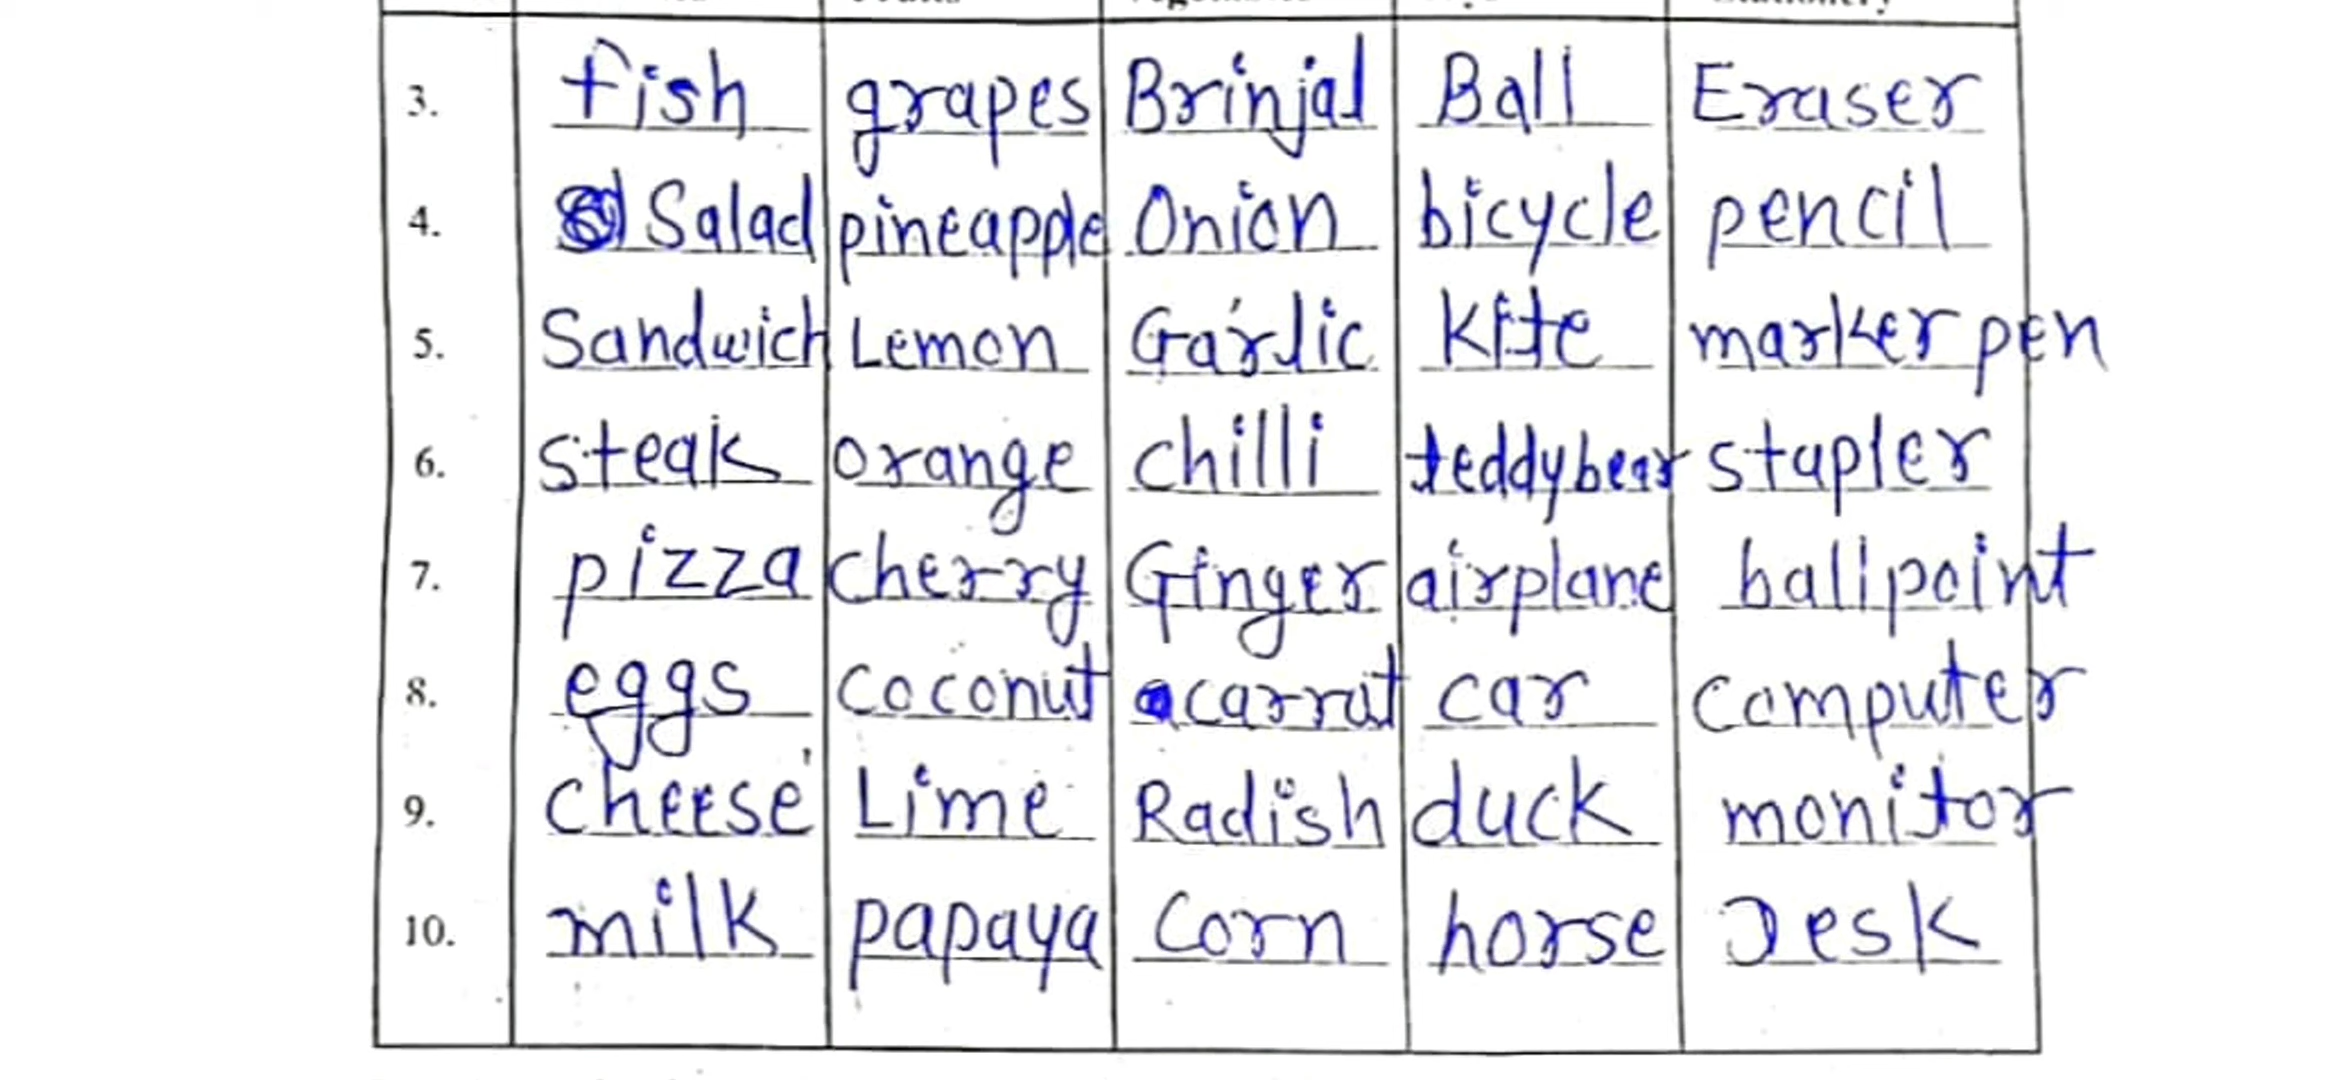 3. fish grapes Brinjal Ball Eraser
4. Salad pineapple Onion bicycle pencil
5. Sandwich Lemon Garlic Kite marker pen
6. steak orange chilli teddybear stapler
7. pizza cherry Ginger airplane ballpoint
8. eggs coconut carrut car computer
9. cheese Lime Radish duck monitor
10. milk papaya Corn horse Desk